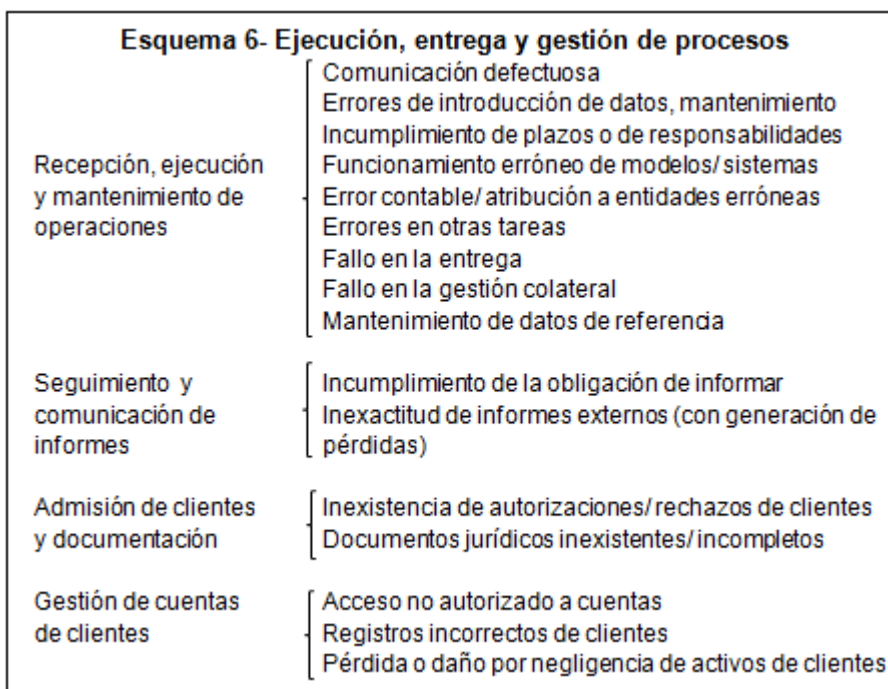 Esquema 6- Ejecución, entrega y gestión de procesos
Recepción, ejecución
y mantenimiento de
operaciones
Comunicación defectuosa
Errores de introducción de datos, mantenimiento
Incumplimiento de plazos o de responsabilidades
Funcionamiento erróneo de modelos/ sistemas
Error contable/ atribución a entidades erróneas
Errores en otras tareas
Fallo en la entrega
Fallo en la gestión colateral
Mantenimiento de datos de referencia
Seguimiento y
comunicación de
informes
Incumplimiento de la obligación de informar
Inexactitud de informes externos (con generación de
pérdidas)
Admisión de clientes
y documentación
Inexistencia de autorizaciones/ rechazos de clientes
Documentos jurídicos inexistentes/ incompletos
Gestión de cuentas
de clientes
Acceso no autorizado a cuentas
Registros incorrectos de clientes
Pérdida o daño por negligencia de activos de clientes